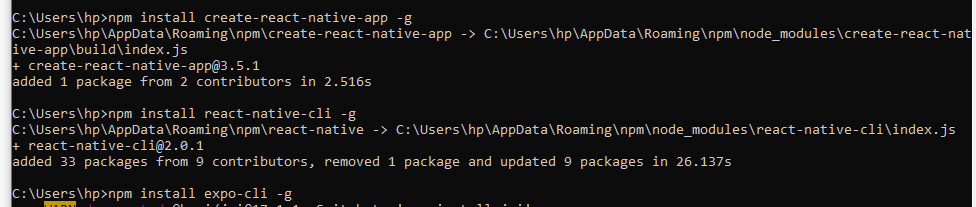 C:\Users\hp>npm install create-react-native-app -g
C:\Users\hp\AppData\Roaming\npm\create-react-native-app -> C:\Users\hp\AppData\Roaming\npm\node_modules\create-react-nat
ive-app\build\index.js
+ create-react-native-app@3.5.1
added 1 package from 2 contributors in 2.516s
C:\Users\hp>npm install react-native-cli -g
C:\Users\hp\AppData\Roaming\npm\react-native -> C:\Users\hp\AppData\Roaming\npm\node_modules\react-native-cli\index.js
+ react-native-cli@2.0.1
added 33 packages from 9 contributors, removed 1 package and updated 9 packages in 26.137s
C:\Users\hp>npm install expo-cli -g